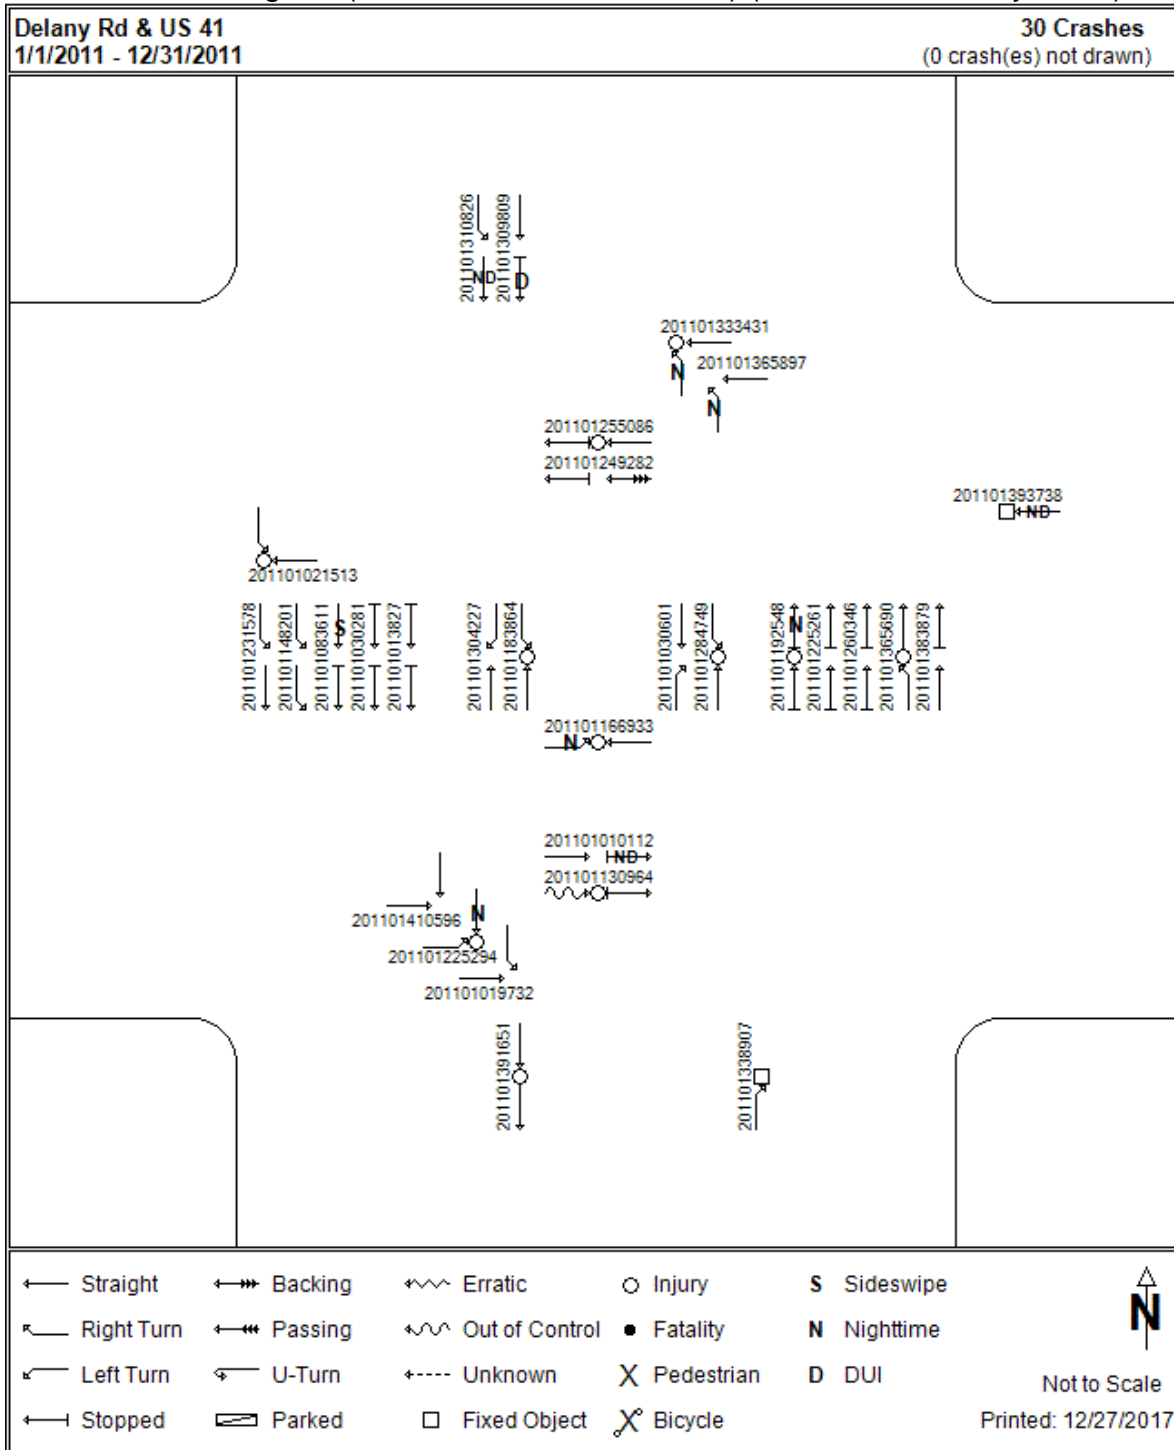 Delany Rd & US 41
30 Crashes
1/1/2011 - 12/31/2011
(0 crash(es) not drawn)
201101310826
201101309809
ND
D
201101333431
N
201101365897
N
201101255086
201101249282
201101393738
ND
201101021513
201101231578
201101148201
201101083611
S
201101030281
201101013827
201101304227
201101183864
201101030601
201101284749
201101192548
N
201101225261
201101260346
201101365690
201101383879
201101166933
N
201101010112
ND
201101130964
201101410596
N
201101225294
201101019732
201101391651
201101338907
Straight
Backing
Erratic
Injury
S Sideswipe
Right Turn
Passing
Out of Control
Fatality
N Nighttime
Left Turn
U-Turn
Unknown
Pedestrian
D DUI
Stopped
Parked
Fixed Object
Bicycle
N
Not to Scale
Printed: 12/27/2017